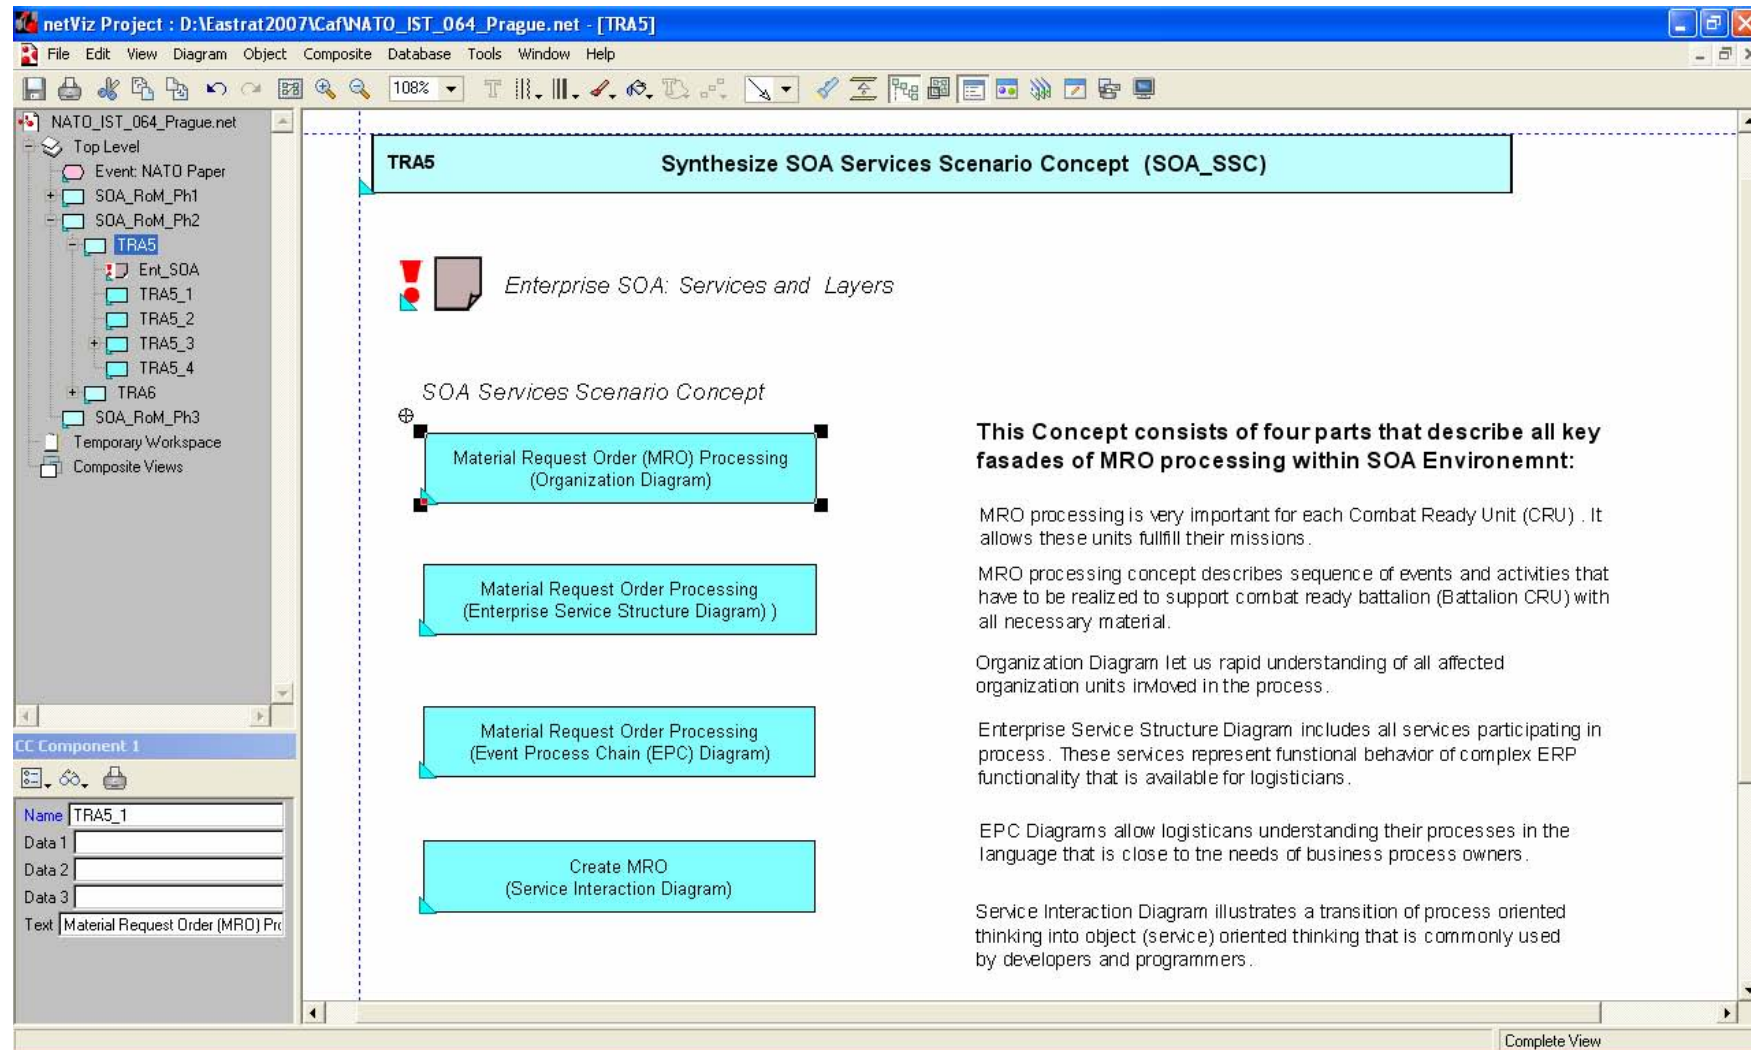 netViz Project : D:\Eastrat2007\Caf\NATO_IST_064_Prague.net - [TRA5]
File Edit View Diagram Object Composite Database Tools Window Help
108%
NATO_IST_064_Prague.net
Top Level
Event: NATO Paper
SOA_RoM_Ph1
SOA_RoM_Ph2
TRA5
Ent_SOA
TRA5_1
TRA5_2
TRA5_3
TRA5_4
TRA6
SOA_RoM_Ph3
Temporary Workspace
Composite Views
CC Component 1
Name TRA5_1
Data 1
Data 2
Data 3
Text Material Request Order (MRO) Pro
TRA5 Synthesize SOA Services Scenario Concept (SOA_SSC)
Enterprise SOA: Services and Layers
SOA Services Scenario Concept
Material Request Order (MRO) Processing
(Organization Diagram)
Material Request Order Processing
(Enterprise Service Structure Diagram) )
Material Request Order Processing
(Event Process Chain (EPC) Diagram)
Create MRO
(Service Interaction Diagram)
This Concept consists of four parts that describe all key
fasades of MRO processing within SOA Environemnt:
MRO processing is very important for each Combat Ready Unit (CRU) . It
allows these units fullfill their missions.
MRO processing concept describes sequence of events and activities that
have to be realized to support combat ready battalion (Battalion CRU) with
all necessary material.
Organization Diagram let us rapid understanding of all affected
organization units invloved in the process.
Enterprise Service Structure Diagram includes all services participating in
process. These services represent funstional behavior of complex ERP
functionality that is available for logisticians.
EPC Diagrams allow logisticans understanding their processes in the
language that is close to the needs of business process owners.
Service Interaction Diagram illustrates a transition of process oriented
thinking into object (service) oriented thinking that is commonly used
by developers and programmers.
Complete View